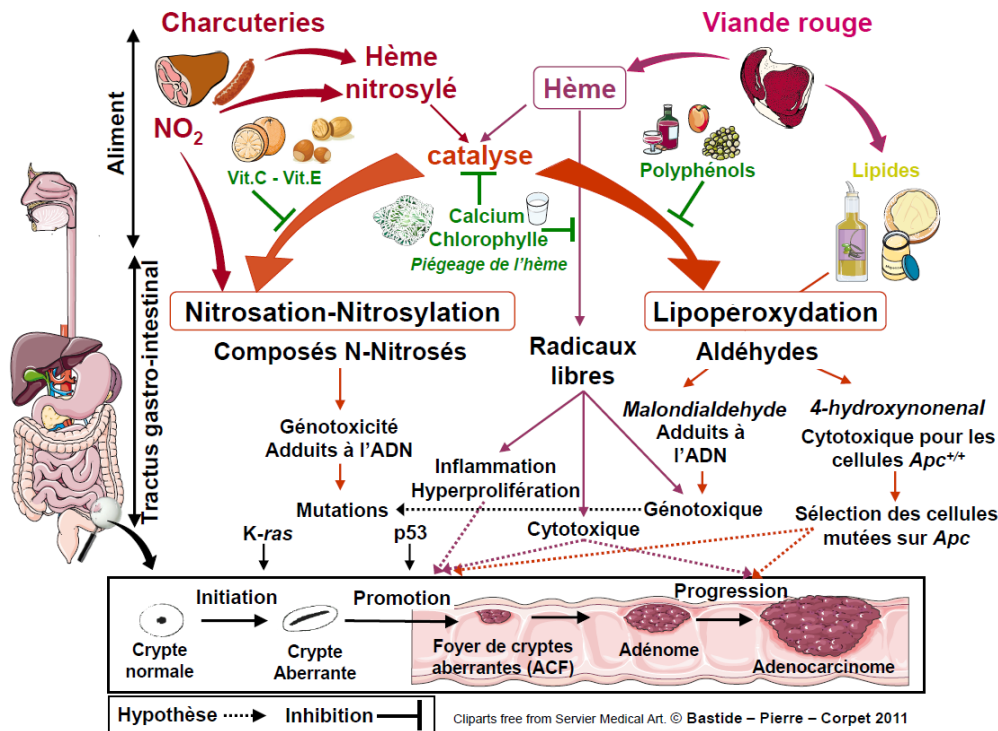 Charcuteries
Viande rouge
Aliment
Hème
nitrosylé
Hème
NO2
catalyse
Vit.C - Vit.E
Polyphénols
Lipides
Calcium
Chlorophylle
Piégeage de l'hème
Tractus gastro-intestinal
Nitrosation-Nitrosylation
Lipoperoxydation
Composés N-Nitrosés
Radicaux
libres
Aldéhydes
Génotoxicité
Adduits à l'ADN
Malondialdehyde
Adduits à
l'ADN
4-hydroxynonenal
Cytotoxique pour les
cellules Apc+/+
Inflammation
Hyperprolifération
Mutations
Génotoxique
Cytotoxique
Sélection des cellules
mutées sur Apc
K-ras
p53
Initiation
Promotion
Progression
Crypte
normale
Crypte
Aberrante
Foyer de cryptes
aberrantes (ACF)
Adénome
Adenocarcinome
Hypothèse
Inhibition
Cliparts free from Servier Medical Art. © Bastide – Pierre – Corpet 2011